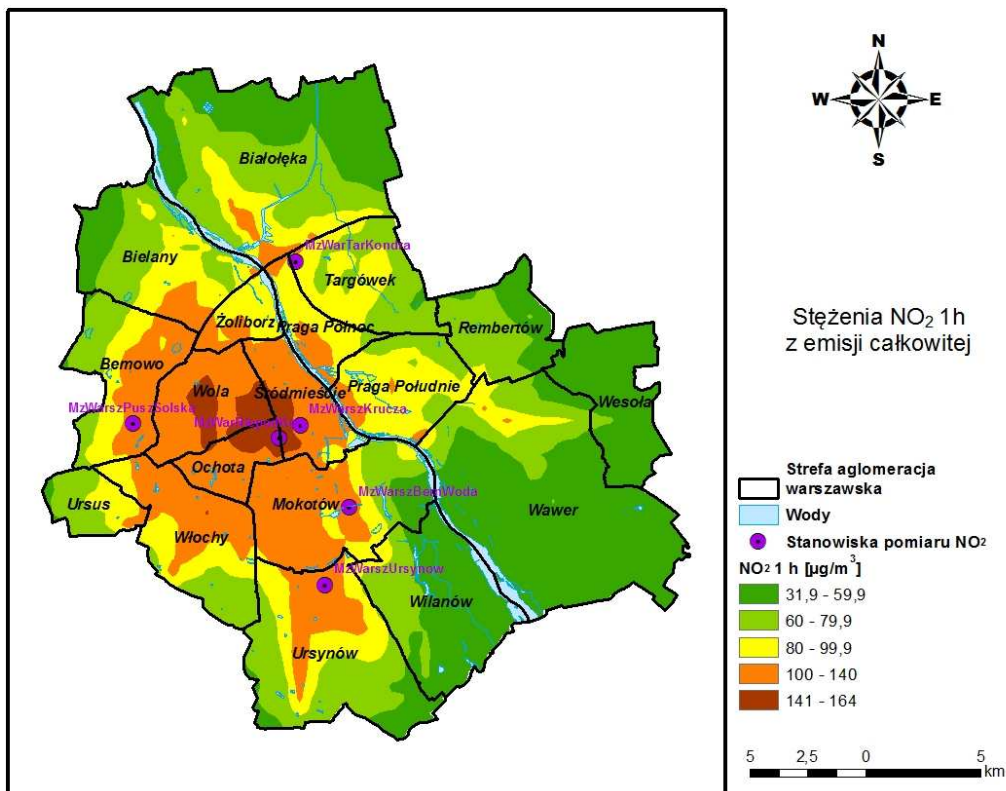 N
W
E
S
Białołęka
MzWarTarKondra
Bielany
Targówek
Żoliborz
Praga Północ
Rembertów
Bemowo
Wola
Śródmieście
Praga Południe
Wesoła
MzWarszPuszSolska
MzWarszKrucza
Ochota
Ursus
Mokotów
MzWarszBernWoda
Wawer
Włochy
MzWarszUrsynow
Wilanów
Ursynów
Stężenia NO₂ 1h
z emisji całkowitej
Strefa aglomeracja
warszawska
Wody
Stanowiska pomiaru NO²
NO² 1 h [µg/m³]
31,9 - 59,9
60 - 79,9
80 - 99,9
100 - 140
141 - 164
5 2,5 0 5
km